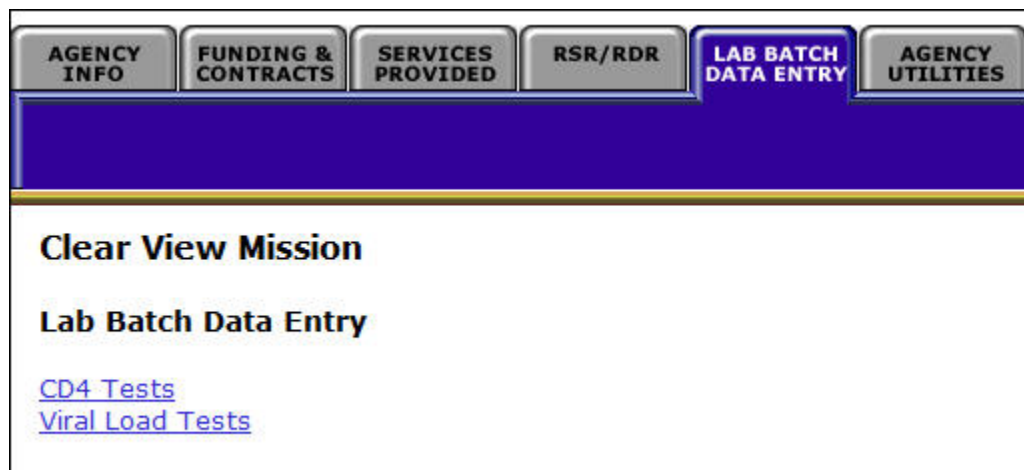 AGENCY
INFO
FUNDING &
CONTRACTS
SERVICES
PROVIDED
RSR/RDR
LAB BATCH
DATA ENTRY
AGENCY
UTILITIES
Clear View Mission
Lab Batch Data Entry
CD4 Tests
Viral Load Tests